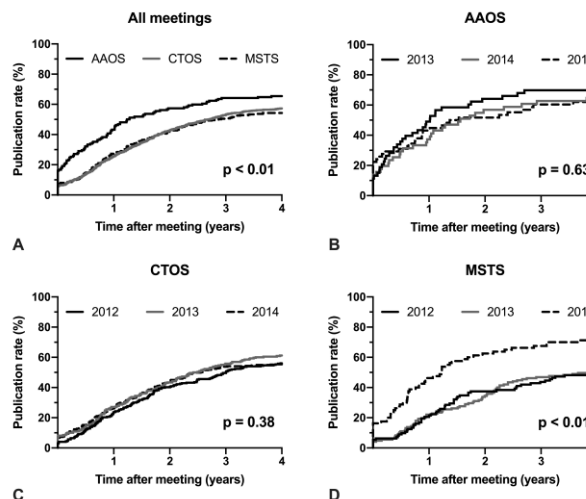 All meetings
AAOS CTOS MSTS
Publication rate (%)
100
80
60
40
20
0
p < 0.01
1 2 3 4
Time after meeting (years)
A
AAOS
2013 2014
Publication rate (%)
100
80
60
40
20
0
p = 0.63
1 2 3
Time after meeting (years)
B
CTOS
2012 2013 2014
Publication rate (%)
100
80
60
40
20
0
p = 0.38
1 2 3 4
Time after meeting (years)
C
MSTS
2012 2013
Publication rate (%)
100
80
60
40
20
0
p < 0.01
1 2 3
Time after meeting (years)
D